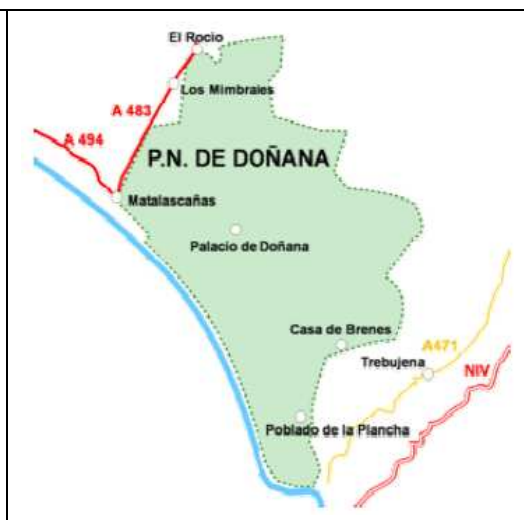 El Rocio
Los Mimbrales
A 483
A 494
P.N. DE DOÑANA
Matalascañas
Palacio de Doñana
Casa de Brenes
A471
Trebujena
NIV
Poblado de la Plancha